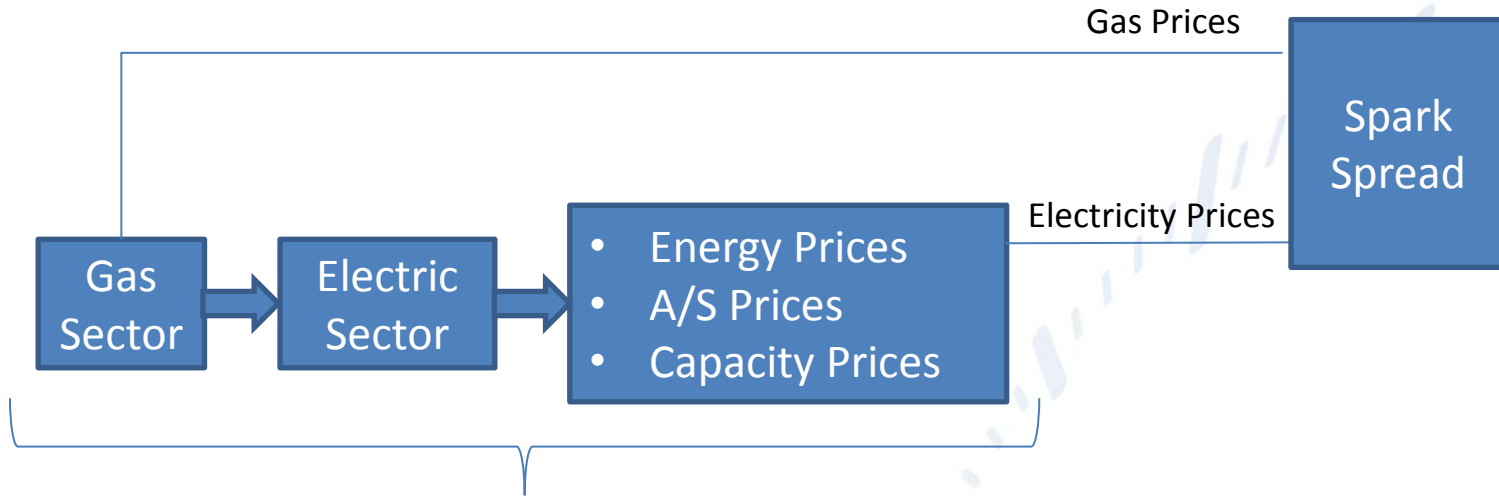 Gas Prices
Spark
Spread
Electricity Prices
Gas
Sector
Electric
Sector
• Energy Prices
• A/S Prices
• Capacity Prices